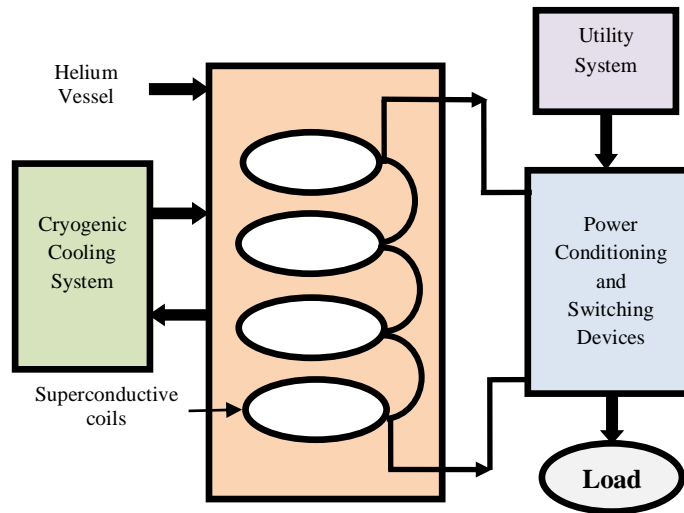 Utility
System
Helium
Vessel
Cryogenic
Cooling
System
Power
Conditioning
and
Switching
Devices
Superconductive
coils
Load